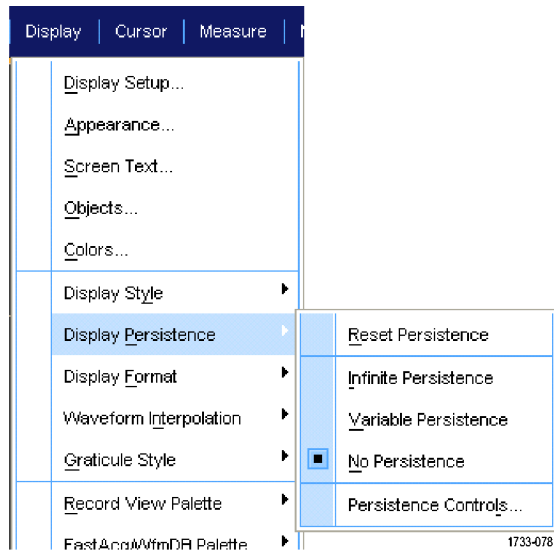 Display Cursor Measure
Display Setup...
Appearance...
Screen Text...
Objects...
Colors...
Display Style
Display Persistence
Reset Persistence
Display Format
Infinite Persistence
Waveform Interpolation
Variable Persistence
Graticule Style
No Persistence
Record View Palette
Persistence Controls...
FastAcq/WfmDB Palette
1733-078